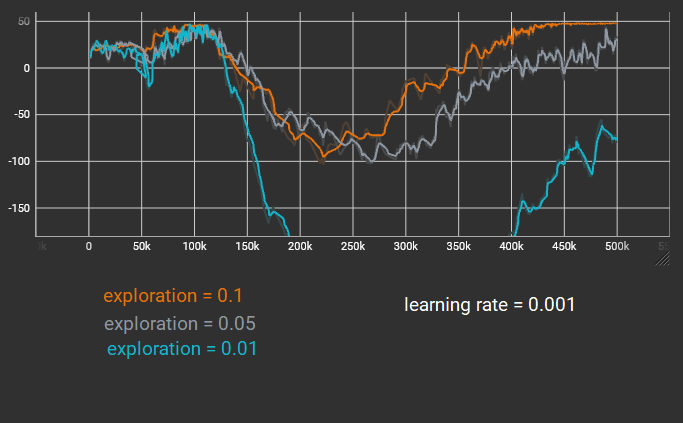 50
0
-50
-100
-150
0 50k 100k 150k 200k 250k 300k 350k 400k 450k 500k
exploration = 0.1
exploration = 0.05
exploration = 0.01
learning rate = 0.001